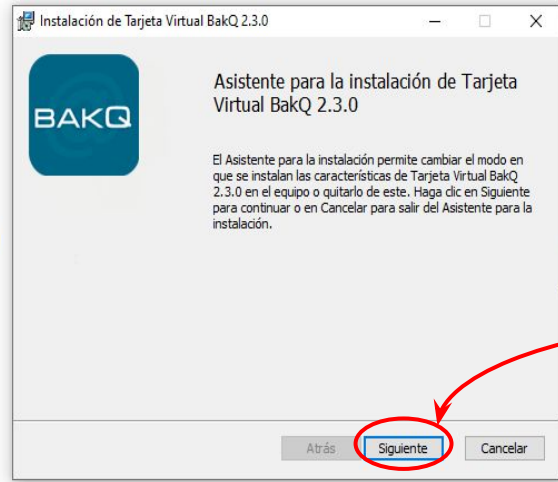 Instalación de Tarjeta Virtual BakQ 2.3.0
BAKQ
Asistente para la instalación de Tarjeta
Virtual BakQ 2.3.0
El Asistente para la instalación permite cambiar el modo en
que se instalan las características de Tarjeta Virtual BakQ
2.3.0 en el equipo o quitarlo de este. Haga clic en Siguiente
para continuar o en Cancelar para salir del Asistente para la
instalación.
Atrás Siguiente Cancelar